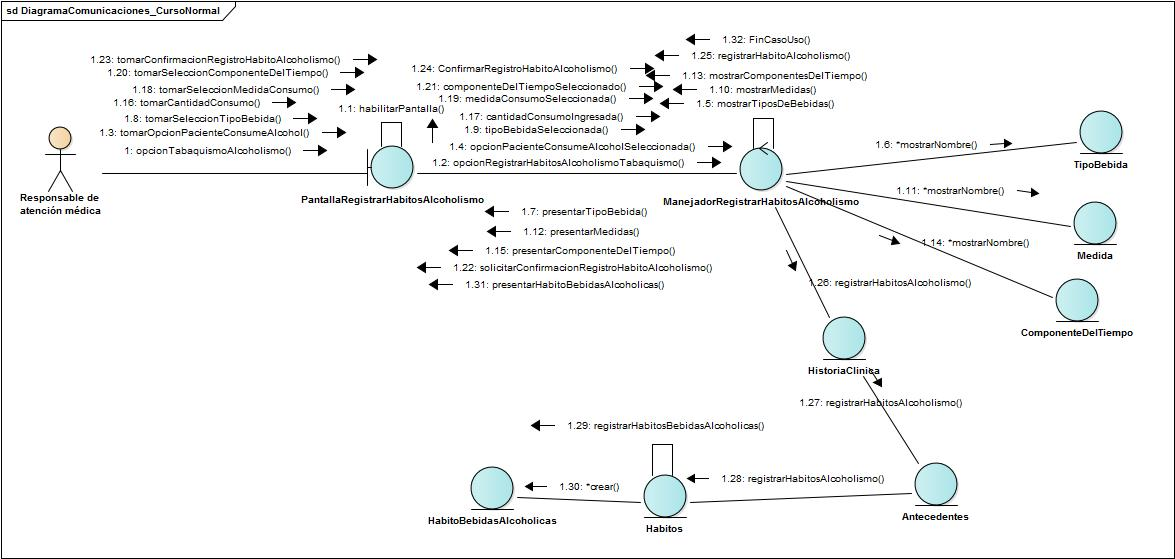 sd DiagramaComunicaciones_CursoNormal
1.32: FinCasoUso()
1.23: tomarConfirmacionRegistroHabitoAlcoholismo()
1.25: registrarHabitoAlcoholismo()
1.20: tomarSeleccionComponenteDelTiempo()
1.24: ConfirmarRegistroHabitoAlcoholismo()
1.13: mostrarComponentesDelTiempo()
1.18: tomarSeleccionMedidaConsumo()
1.21: componenteDelTiempoSeleccionado()
1.10: mostrarMedidas()
1.16: tomarCantidadConsumo()
1.19: medidaConsumoSeleccionada()
1.5: mostrarTiposDeBebidas()
1.1: habilitarPantalla()
1.8: tomarSeleccionTipoBebida()
1.17: cantidadConsumoIngresada()
1.3: tomarOpcionPacienteConsumeAlcohol()
1.9: tipoBebidaSeleccionada()
1.4: opcionPacienteConsumeAlcoholSeleccionada()
1.6: *mostrarNombre()
1: opcionTabaquismoAlcoholismo()
1.2: opcionRegistrarHabitosAlcoholismoTabaquismo()
TipoBebida
Responsable de
atención médica
PantallaRegistrarHabitosAlcoholismo
ManejadorRegistrarHabitosAlcoholismo
1.11: *mostrarNombre()
1.7: presentarTipoBebida()
1.12: presentarMedidas()
1.14: *mostrarNombre()
Medida
1.15: presentarComponenteDelTiempo()
1.22: solicitarConfirmacionRegistroHabitoAlcoholismo()
1.31: presentarHabitoBebidasAlcoholicas()
1.26: registrarHabitosAlcoholismo()
ComponenteDelTiempo
HistoriaClinica
1.27: registrarHabitosAlcoholismo()
1.29: registrarHabitosBebidasAlcoholicas()
1.28: registrarHabitosAlcoholismo()
1.30: *crear()
HabitoBebidasAlcoholicas
Habitos
Antecedentes